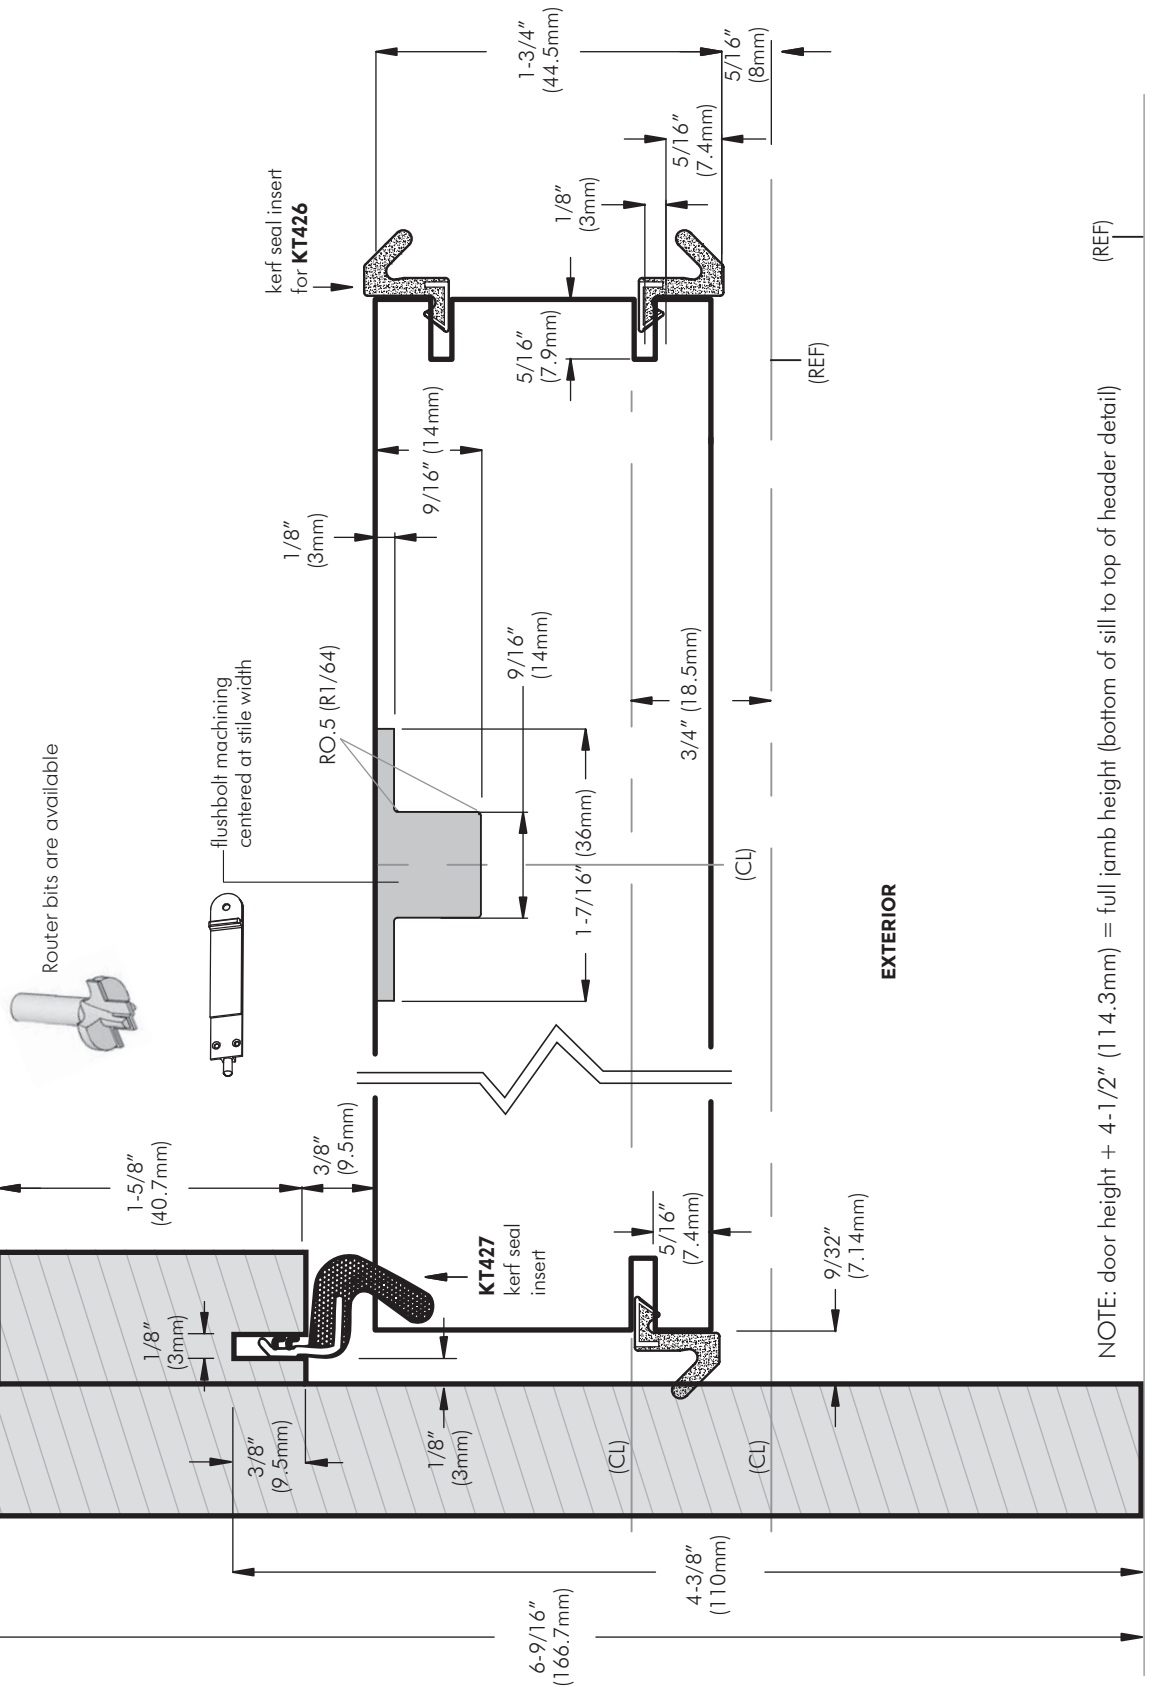 Router bits are available
flushbolt machining
centered at stile width
kerf seal insert
for KT426
RO.5 (R1/64)
1-5/8"
(40.7mm)
3/8"
(9.5mm)
1/8"
(3mm)
9/16" (14mm)
1-3/4"
(44.5mm)
1/8"
(3mm)
5/16"
(7.4mm)
5/16"
(8mm)
5/16"
(7.9mm)
9/16"
(14mm)
1-7/16" (36mm)
3/4" (18.5mm)
(CL)
(REF)
(REF)
1/8"
(3mm)
KT427
kerf seal
insert
5/16"
(7.4mm)
9/32"
(7.14mm)
3/8"
(9.5mm)
1/8"
(3mm)
(CL)
(CL)
4-3/8"
(110mm)
6-9/16"
(166.7mm)
EXTERIOR
NOTE: door height + 4-1/2" (114.3mm) = full jamb height (bottom of sill to top of header detail)